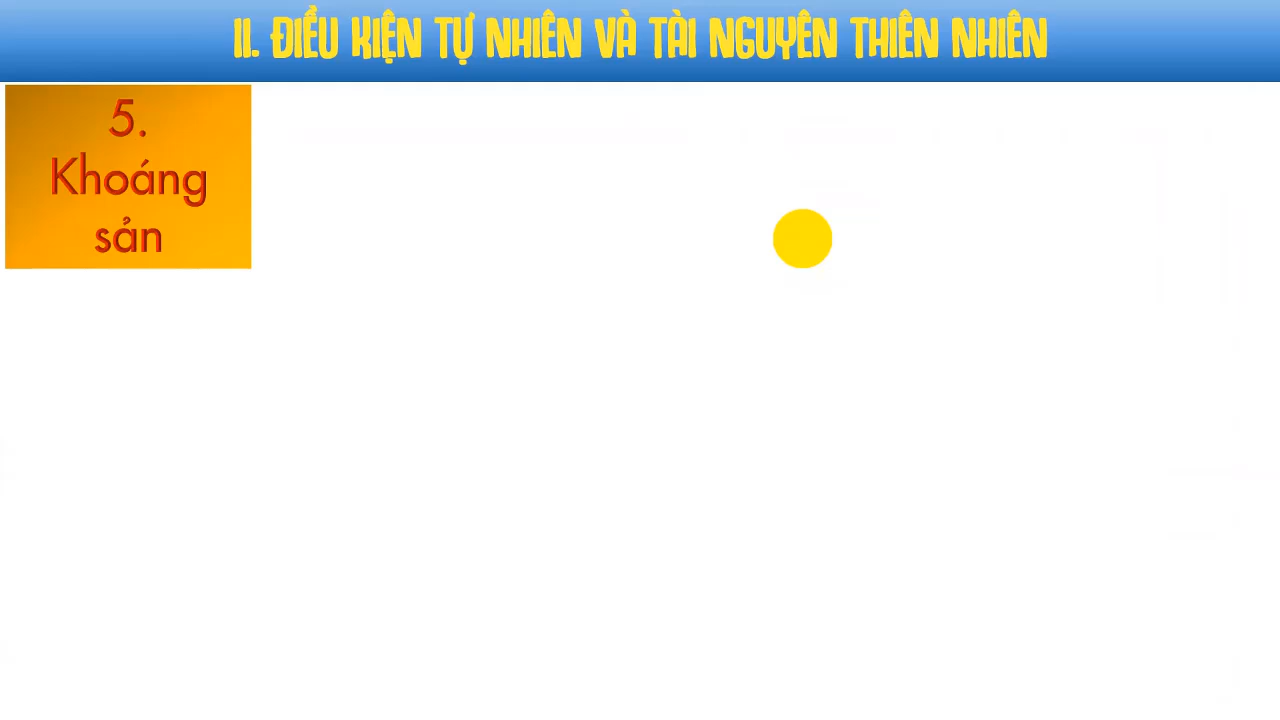 II. ĐIỀU KIỆN TỰ NHIÊN VÀ TÀI NGUYÊN THIÊN NHIÊN
5.
Khoáng
sản